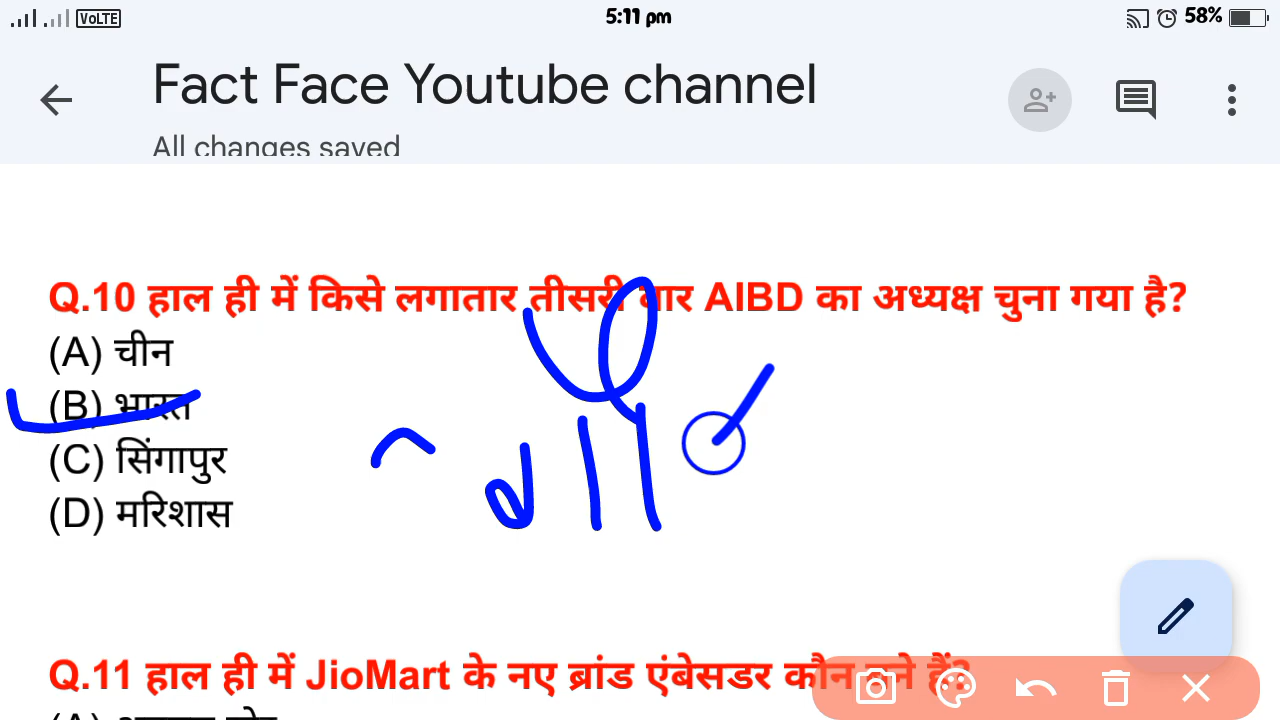 VoLTE 5:11 pm 58%
Fact Face Youtube channel
All changes saved
Q.10 हाल ही में किसे लगातार तीसरी बार AIBD का अध्यक्ष चुना गया है?
(A) चीन
(B) भारत
(C) सिंगापुर
(D) मरिशास
Q.11 हाल ही में JioMart के नए ब्रांड एंबेसडर कौन बने हैं?
(A)